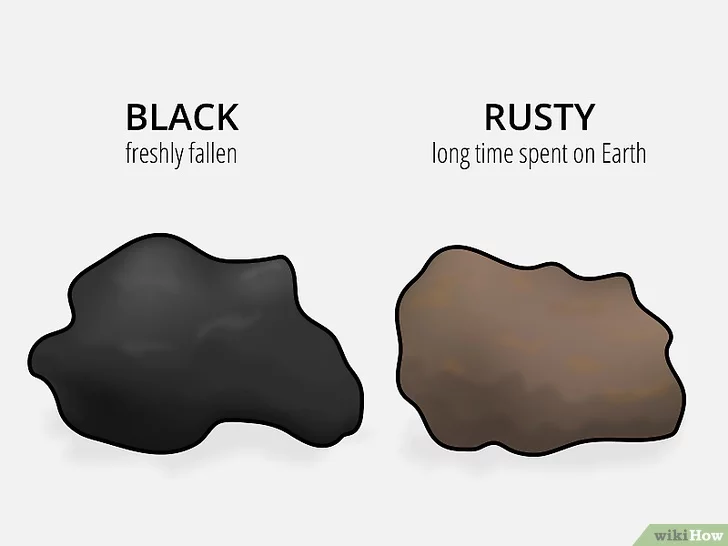 BLACK
freshly fallen
RUSTY
long time spent on Earth
wikiHow